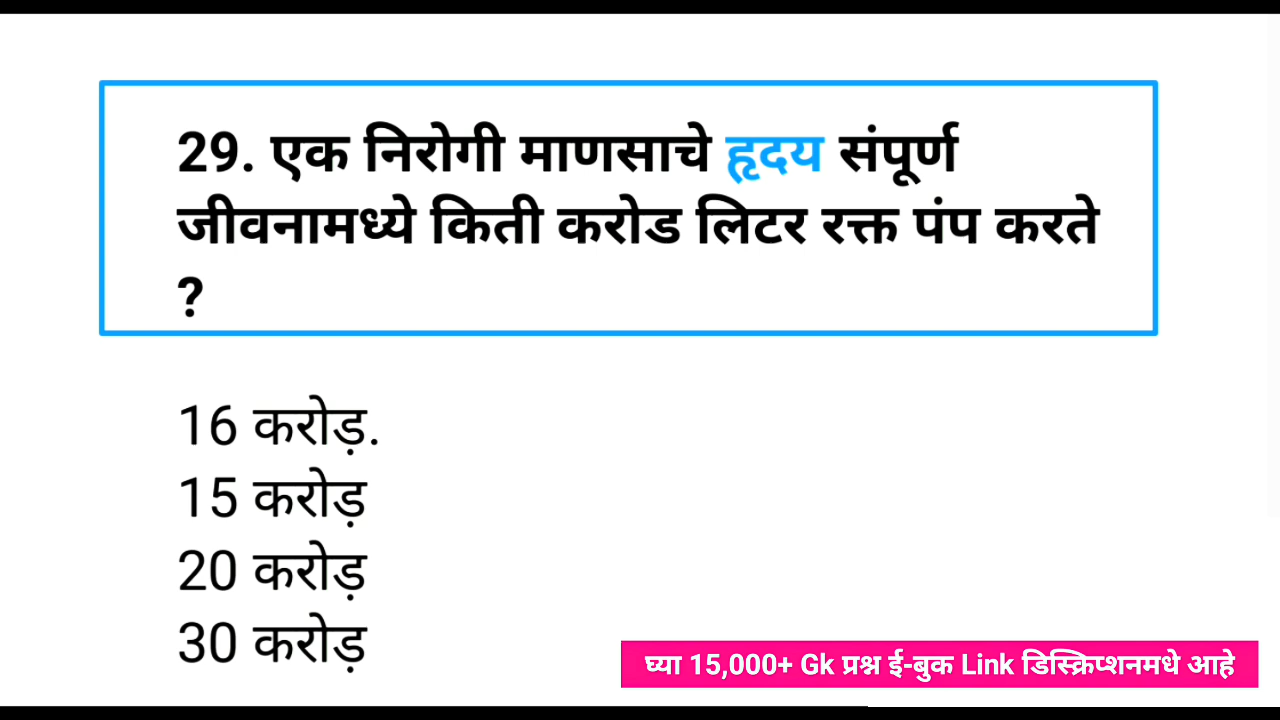 29. एक निरोगी माणसाचे हृदय संपूर्ण
जीवनामध्ये किती करोड लिटर रक्त पंप करते
?
16 करोड़.
15 करोड़
20 करोड़
30 करोड़
घ्या 15,000+ Gk प्रश्न ई-बुक Link डिस्क्रिप्शनमधे आहे